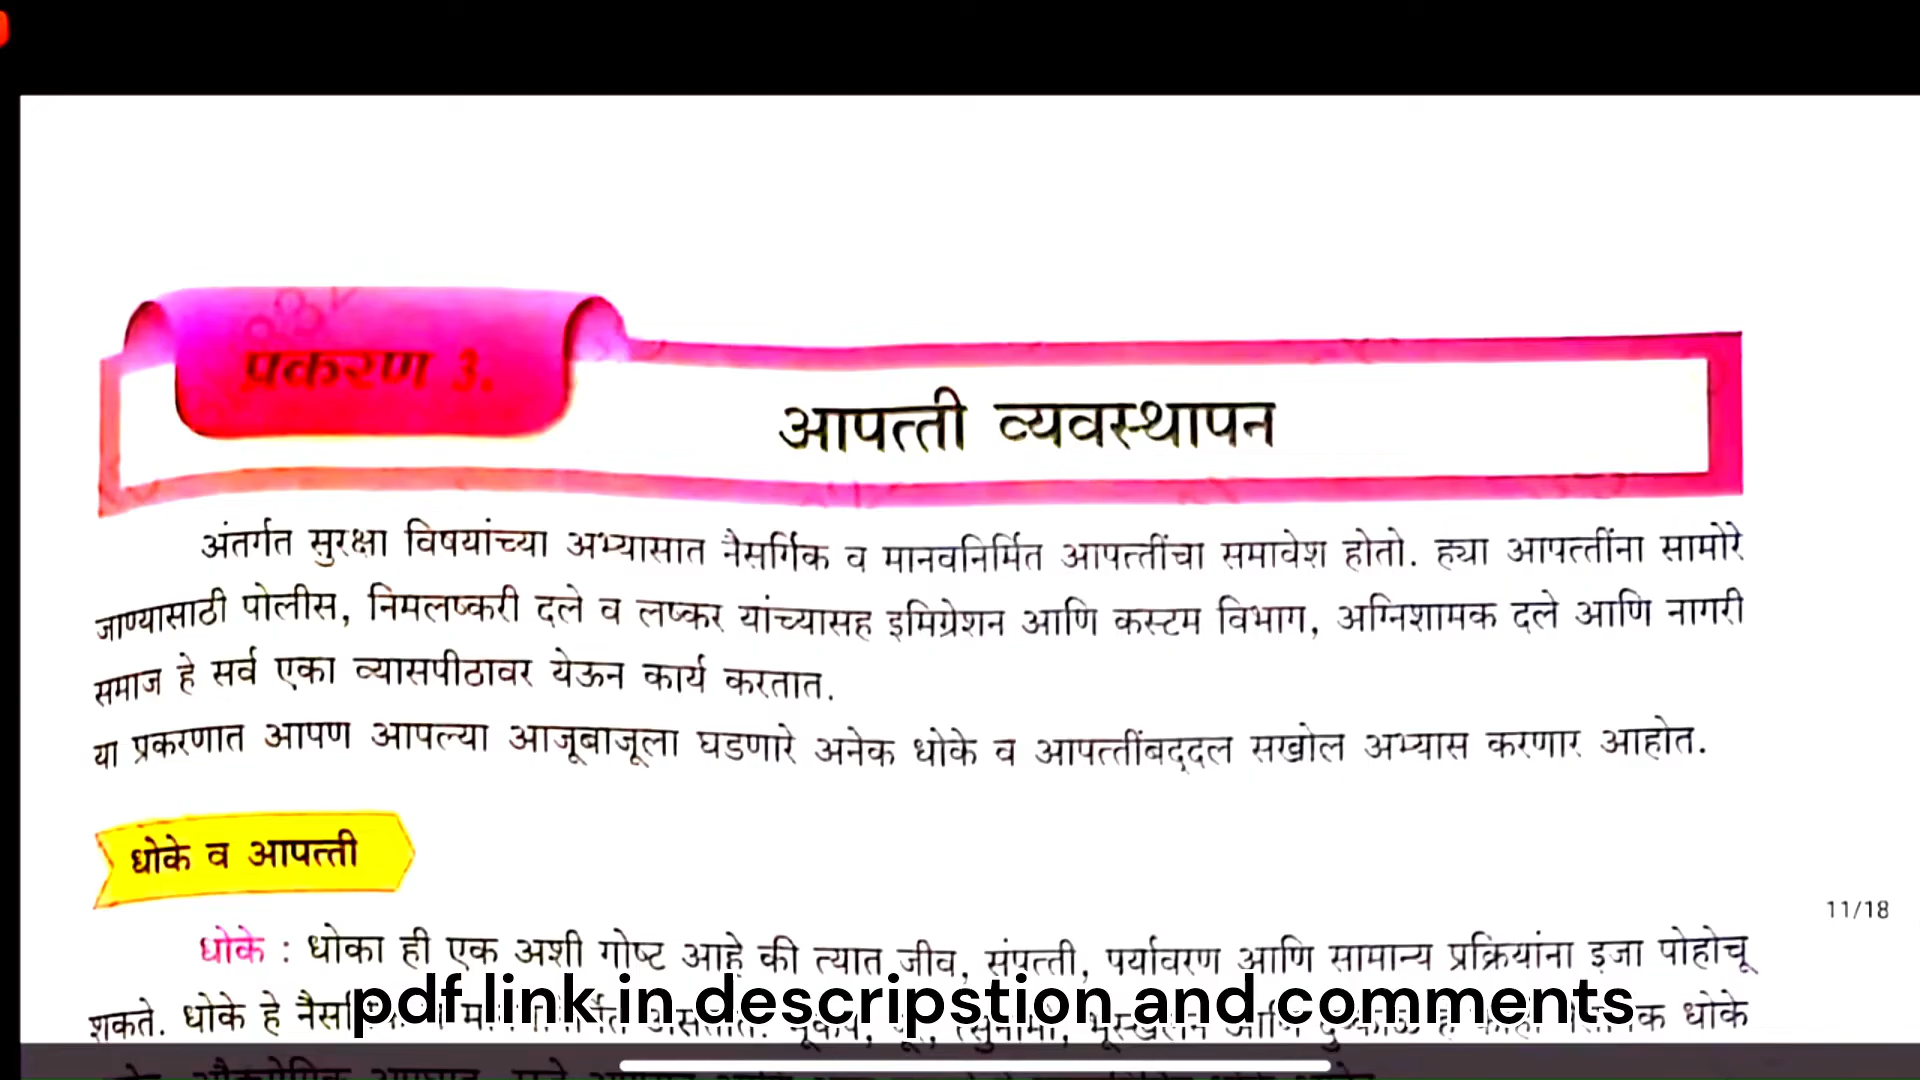 प्रकरण 3.
आपत्ती व्यवस्थापन
अंतर्गत सुरक्षा विषयांच्या अभ्यासात नैसर्गिक व मानवनिर्मित आपत्तींचा समावेश होतो. ह्या आपत्तींना सामोरे
जाण्यासाठी पोलीस, निमलष्करी दले व लष्कर यांच्यासह इमिग्रेशन आणि कस्टम विभाग, अग्निशामक दले आणि नागरी
समाज हे सर्व एका व्यासपीठावर येऊन कार्य करतात.
या प्रकरणात आपण आपल्या आजूबाजूला घडणारे अनेक धोके व आपत्तींबद्दल सखोल अभ्यास करणार आहोत.
धोके व आपत्ती
11/18
धोके : धोका ही एक अशी गोष्ट आहे की त्यात जीव, संपत्ती, पर्यावरण आणि सामान्य प्रक्रियांना इजा पोहोचू
pdf link in descripstion and comments
शकते. धोके हे आणि धोके